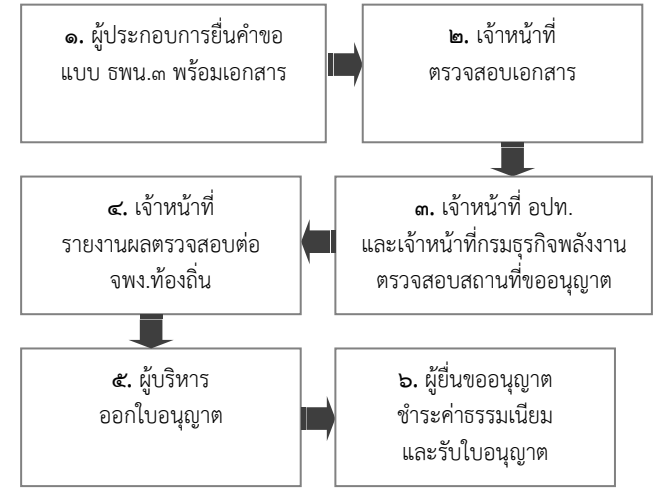 ๑. ผู้ประกอบการยื่นคำขอ
แบบ ธพน.๓ พร้อมเอกสาร
๒. เจ้าหน้าที่
ตรวจสอบเอกสาร
๓. เจ้าหน้าที่ อปท.
และเจ้าหน้าที่กรมธุรกิจพลังงาน
ตรวจสอบสถานที่ขออนุญาต
๔. เจ้าหน้าที่
รายงานผลตรวจสอบต่อ
จพง.ท้องถิ่น
๕. ผู้บริหาร
ออกใบอนุญาต
๖. ผู้ยื่นขออนุญาต
ชำระค่าธรรมเนียม
และรับใบอนุญาต